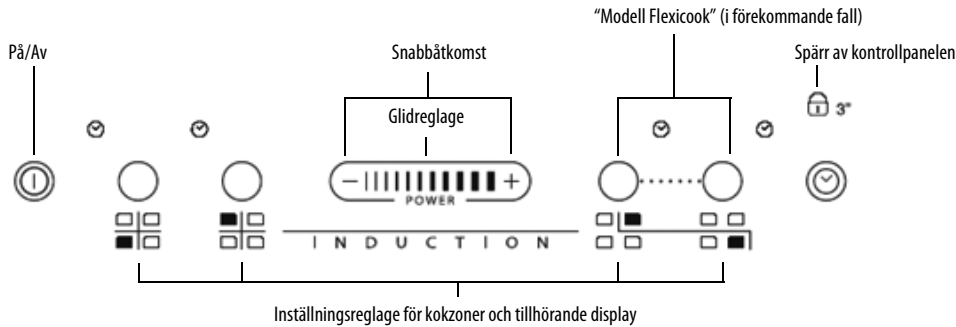 “Modell Flexicook” (i förekommande fall)
På/Av
Snabbåtkomst
Spärr av kontrollpanelen
Glidreglage
3"
− +
POWER
INDUCTION
Inställningsreglage för kokzoner och tillhörande display